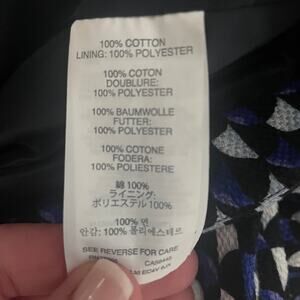 100% COTTON
LINING: 100% POLYESTER
100% COTON
DOUBLURE:
100% POLYESTER
100% BAUMWOLLE
FUTTER:
100% POLYESTER
100% COTONE
FODERA:
100% POLIESTERE
綿 100%
ライニング:
ポリエステル 100%
100% 면
안감: 100% 폴리에스테르
SEE REVERSE FOR CARE